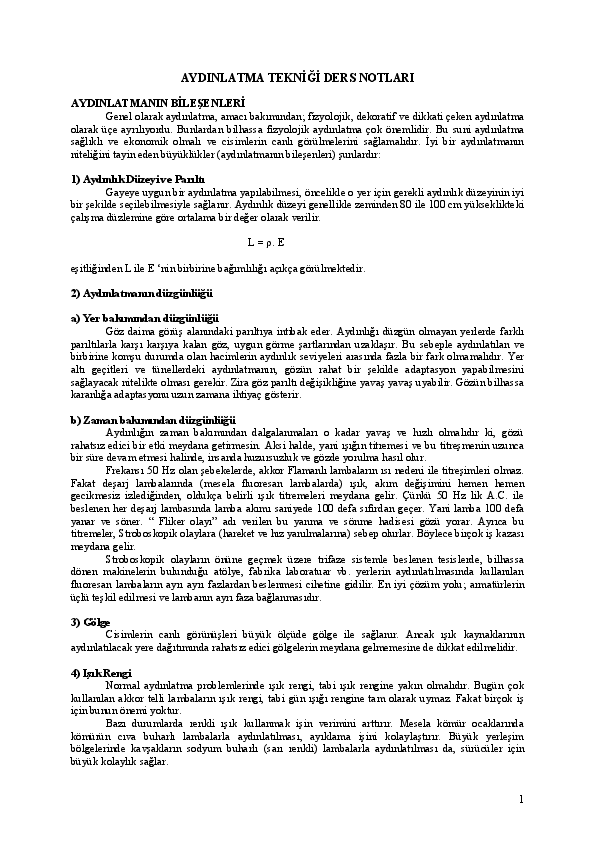 AYDINLATMA TEKNİĞİ DERS NOTLARI
AYDINLATMANIN BİLEŞENLERİ
Genel olarak aydınlatma, amacı bakımından; fizyolojik, dekoratif ve dikkati çeken aydınlatma
olarak üçe ayrılıyordu. Bunlardan bilhassa fizyolojik aydınlatma çok önemlidir. Bu suni aydınlatma
sağlıklı ve ekonomik olmalı ve cisimlerin canlı görülmelerini sağlamalıdır. İyi bir aydınlatmanın
niteliğini tayin eden büyüklükler (aydınlatmanın bileşenleri) şunlardır:
1) Aydınlık Düzeyi ve Parıltı
Gayeye uygun bir aydınlatma yapılabilmesi, öncelikle o yer için gerekli aydınlık düzeyinin iyi
bir şekilde seçilebilmesiyle sağlanır. Aydınlık düzeyi genellikle zeminden 80 ile 100 cm yükseklikteki
çalışma düzlemine göre ortalama bir değer olarak verilir.
L = ρ. E
eşitliğinden L ile E ‘nin birbirine bağımlılığı açıkça görülmektedir.
2) Aydınlatmanın düzgünlüğü
a) Yer bakımından düzgünlüğü
Göz daima görüş alanındaki parıltıya intibak eder. Aydınlığı düzgün olmayan yerlerde farklı
parıltılarla karşı karşıya kalan göz, uygun görme şartlarından uzaklaşır. Bu sebeple aydınlatılan ve
birbirine komşu durumda olan hacimlerin aydınlık seviyeleri arasında fazla bir fark olmamalıdır. Yer
altı geçitleri ve tünellerdeki aydınlatmanın, gözün rahat bir şekilde adaptasyon yapabilmesini
sağlayacak nitelikte olması gerekir. Zira göz parıltı değişikliğine yavaş yavaş uyabilir. Gözün bilhassa
karanlığa adaptasyonu uzun zamana ihtiyaç gösterir.
b) Zaman bakımından düzgünlüğü
Aydınlığın zaman bakımından dalgalanmaları o kadar yavaş ve hızlı olmalıdır ki, gözü
rahatsız edici bir etki meydana getirmesin. Aksi halde, yani ışığın titremesi ve bu titreşmenin uzunca
bir süre devam etmesi halinde, insanda huzursuzluk ve gözde yorulma hasıl olur.
Frekansı 50 Hz olan şebekelerde, akkor Flamanlı lambaların ısı nedeni ile titreşimleri olmaz.
Fakat deşarj lambalarında (mesela fluoresan lambalarda) ışık, akım değişimini hemen hemen
gecikmesiz izlediğinden, oldukça belirli ışık titremeleri meydana gelir. Çünkü 50 Hz lik A.C. ile
beslenen her deşarj lambasında lamba akımı saniyede 100 defa sıfırdan geçer. Yani lamba 100 defa
yanar ve söner. “ Fliker olayı” adı verilen bu yanma ve sönme hadisesi gözü yorar. Ayrıca bu
titremeler, Stroboskopik olaylara (hareket ve hız yanılmalarına) sebep olurlar. Böylece birçok iş kazası
meydana gelir.
Stroboskopik olayların önüne geçmek üzere trifaze sistemle beslenen tesislerde, bilhassa
dönen makinelerin bulunduğu atölye, fabrika laboratuar vb. yerlerin aydınlatılmasında kullanılan
fluoresan lambaların ayrı ayrı fazlardan beslenmesi cihetine gidilir. En iyi çözüm yolu; armatürlerin
üçlü teşkil edilmesi ve lambanın ayrı faza bağlanmasıdır.
3) Gölge
Cisimlerin canlı görünüşleri büyük ölçüde gölge ile sağlanır. Ancak ışık kaynaklarının
aydınlatılacak yere dağıtımında rahatsız edici gölgelerin meydana gelmemesine de dikkat edilmelidir.
4) Işık Rengi
Normal aydınlatma problemlerinde ışık rengi, tabi ışık rengine yakın olmalıdır. Bugün çok
kullanılan akkor telli lambaların ışık rengi, tabi gün ışığı rengine tam olarak uymaz. Fakat birçok iş
için bunun önemi yoktur.
Bazı durumlarda renkli ışık kullanmak işin verimini arttırır. Mesela kömür ocaklarında
kömürün cıva buharlı lambalarla aydınlatılması, ayıklama işini kolaylaştırır. Büyük yerleşim
bölgelerinde kavşakların sodyum buharlı (sarı renkli) lambalarla aydınlatılması da, sürücüler için
büyük kolaylık sağlar.
1